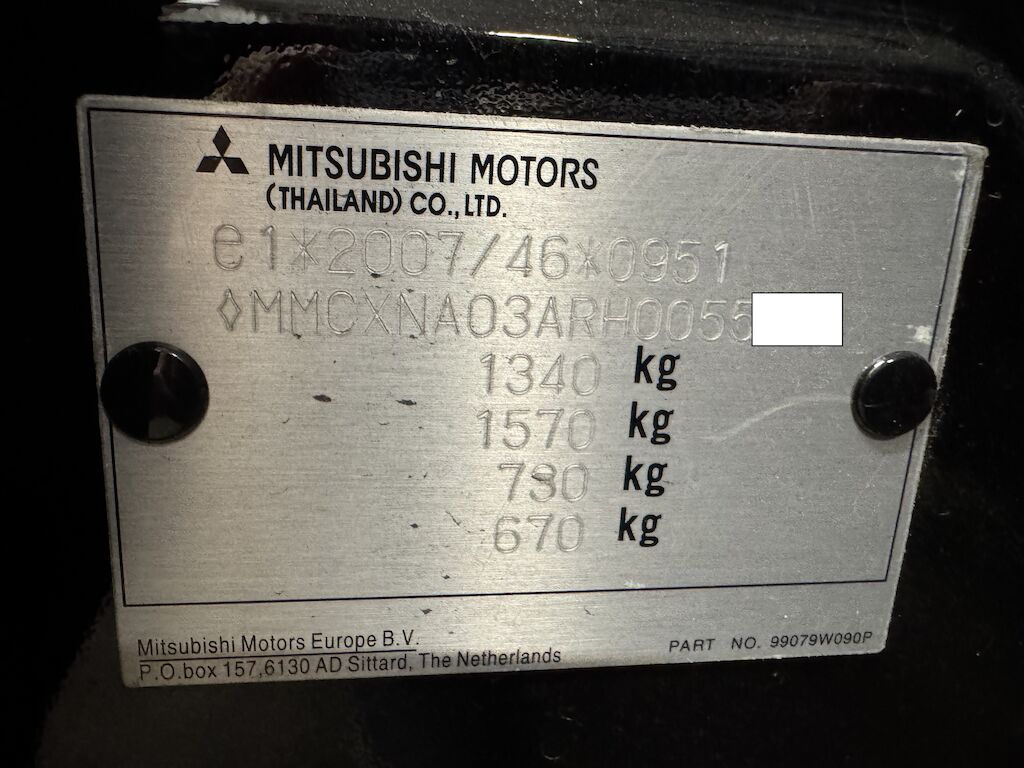 MITSUBISHI MOTORS
(THAILAND) CO., LTD.
e1*2007/46*0951
◊MMCXNA03ARH0055
1340 kg
1570 kg
730 kg
670 kg
Mitsubishi Motors Europe B.V.
P.O.box 157,6130 AD Sittard, The Netherlands
PART NO. 99079W090P